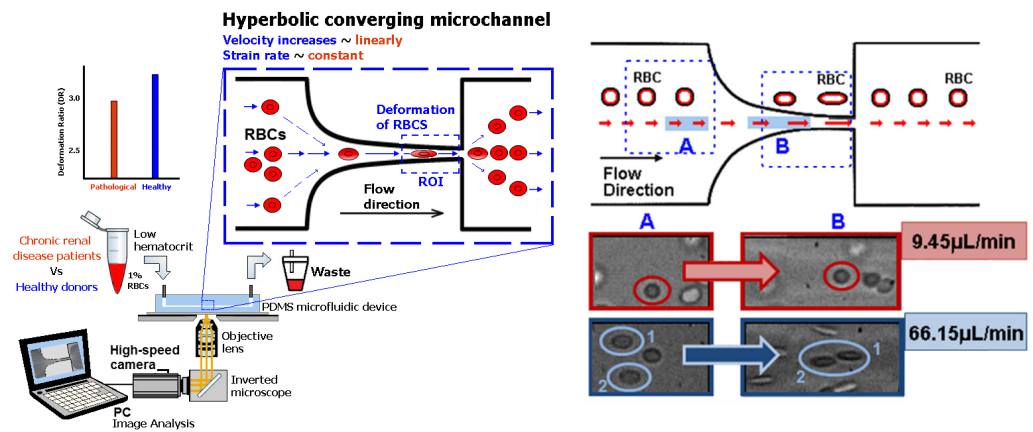 Hyperbolic converging microchannel
Velocity increases ~ linearly
Strain rate ~ constant
Deformation Ratio (DR)
3.0
2.5
Pathological Healthy
RBCs
Deformation
of RBCS
ROI
Flow
direction
Chronic renal
disease patients
Vs
Healthy donors
Low
hematocrit
1%
RBCs
Waste
PDMS microfluidic device
Objective
lens
High-speed
camera
Inverted
microscope
PC
Image Analysis
RBC
RBC
RBC
A
B
Flow
Direction
A
B
9.45µL/min
66.15µL/min
1
2
1
2